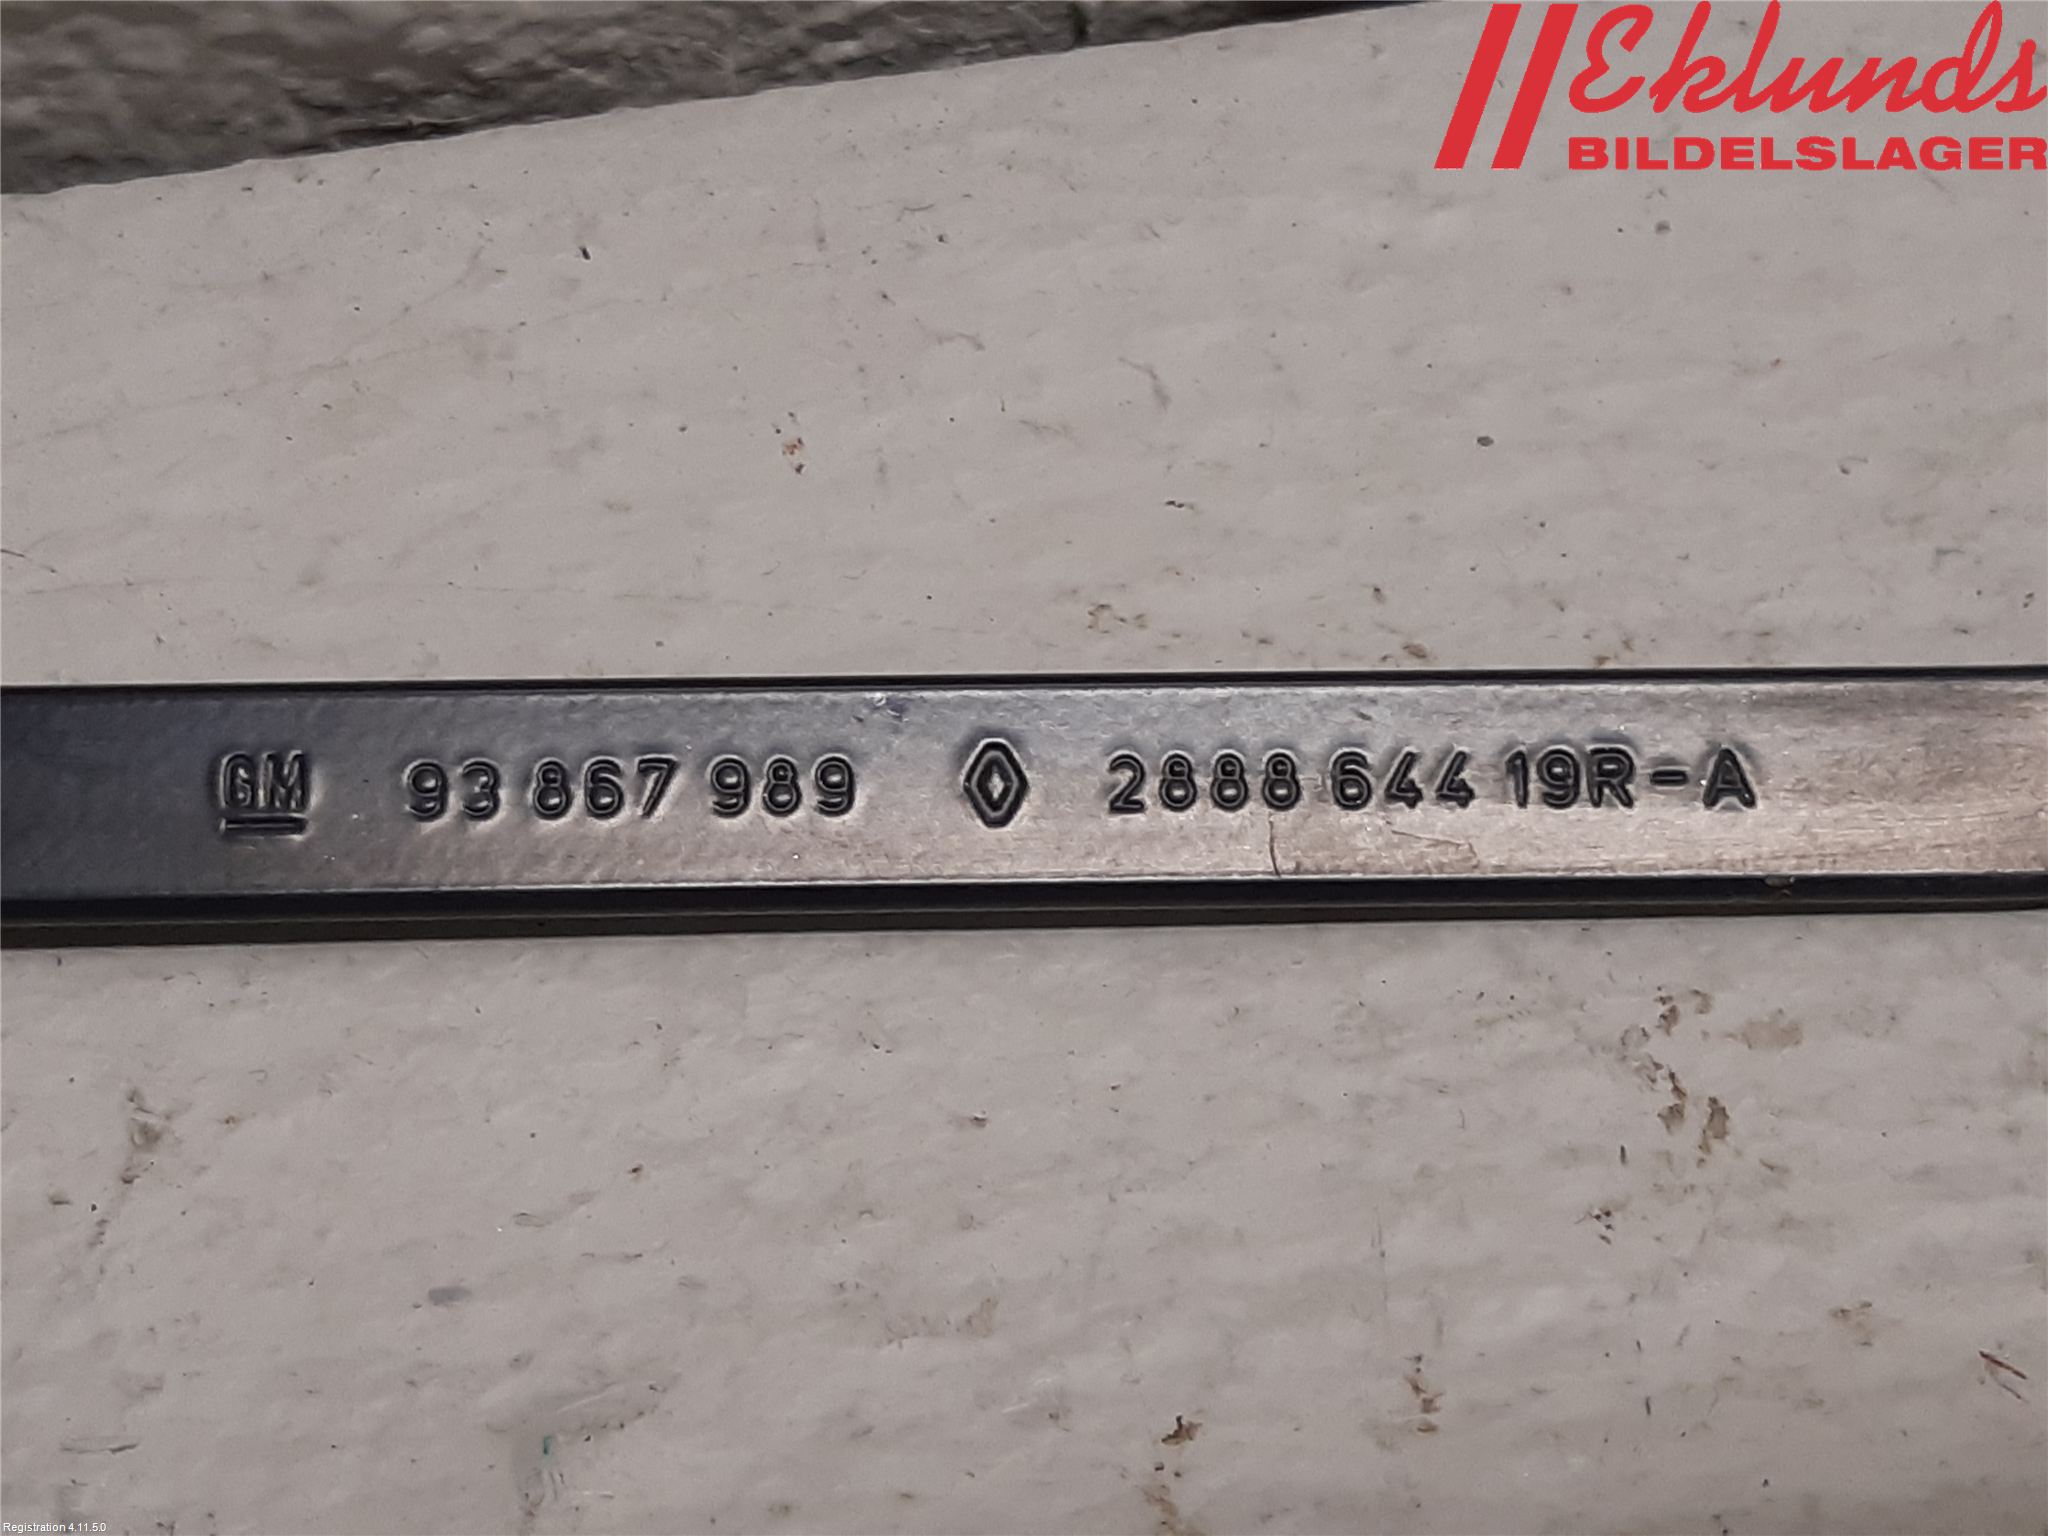 Eklunds
BILDELSLAGER
GM 93 867 989 2888 644 19R-A
Registration 4.11.5.0